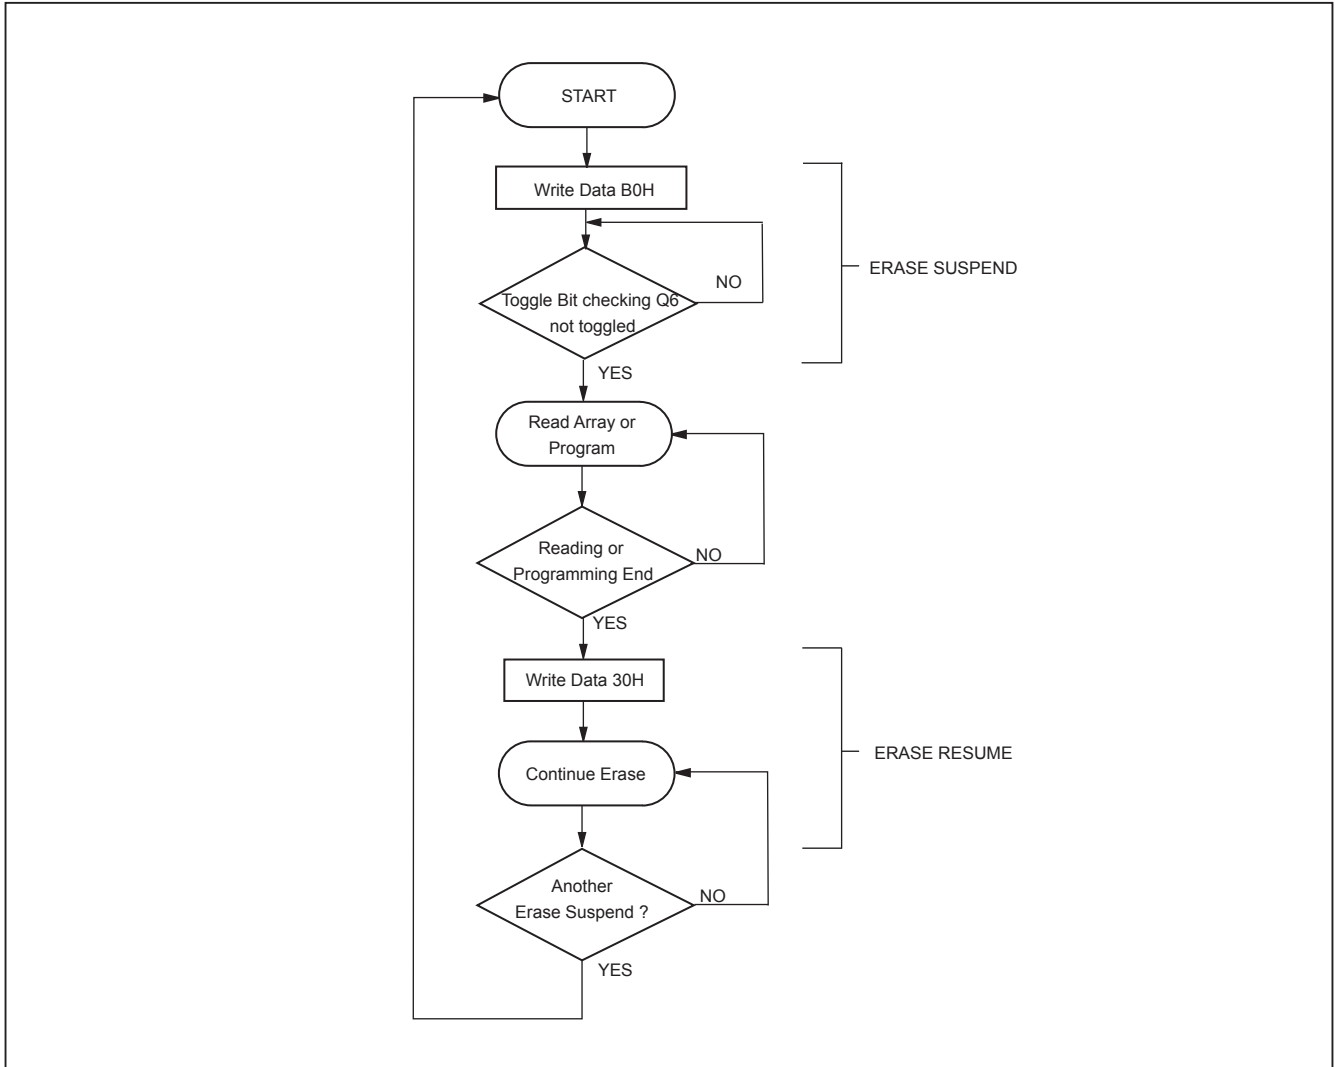 START
Write Data B0H
ERASE SUSPEND
NO
Toggle Bit checking Q6
not toggled
YES
Read Array or
Program
Reading or
Programming End
NO
YES
Write Data 30H
ERASE RESUME
Continue Erase
Another
Erase Suspend ?
NO
YES